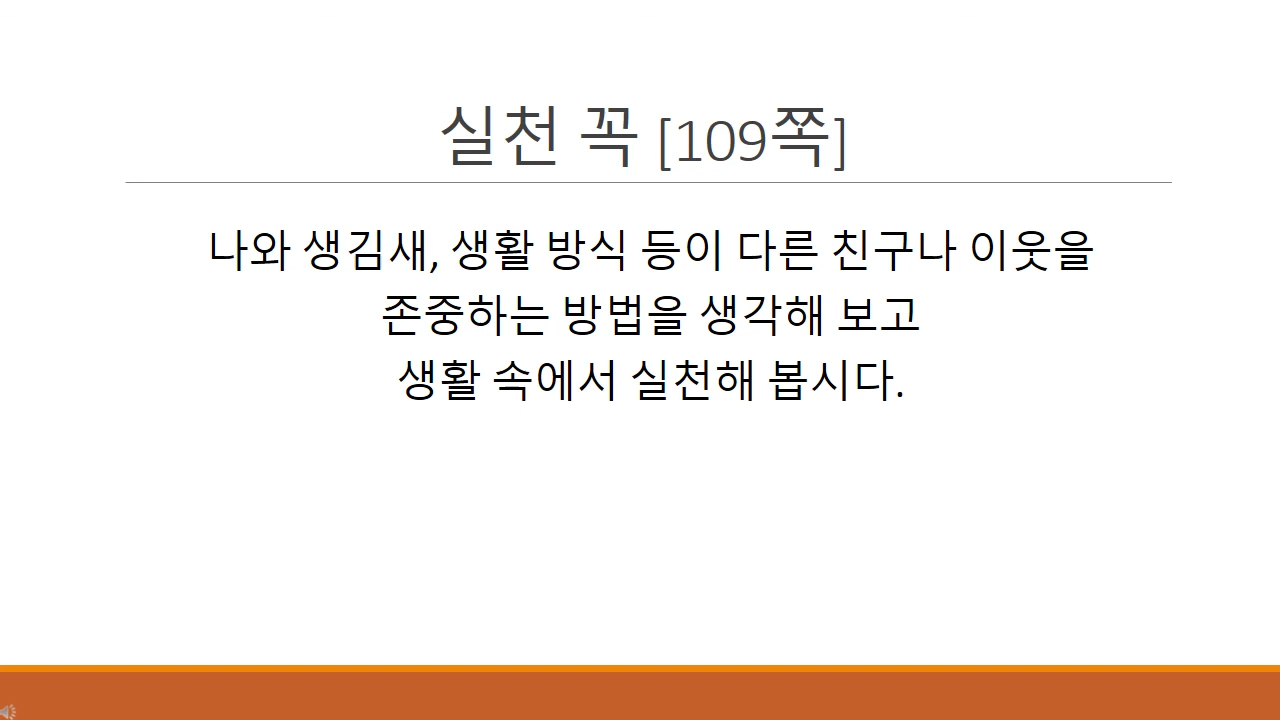 실천 꼭 [109쪽]
나와 생김새, 생활 방식 등이 다른 친구나 이웃을
존중하는 방법을 생각해 보고
생활 속에서 실천해 봅시다.